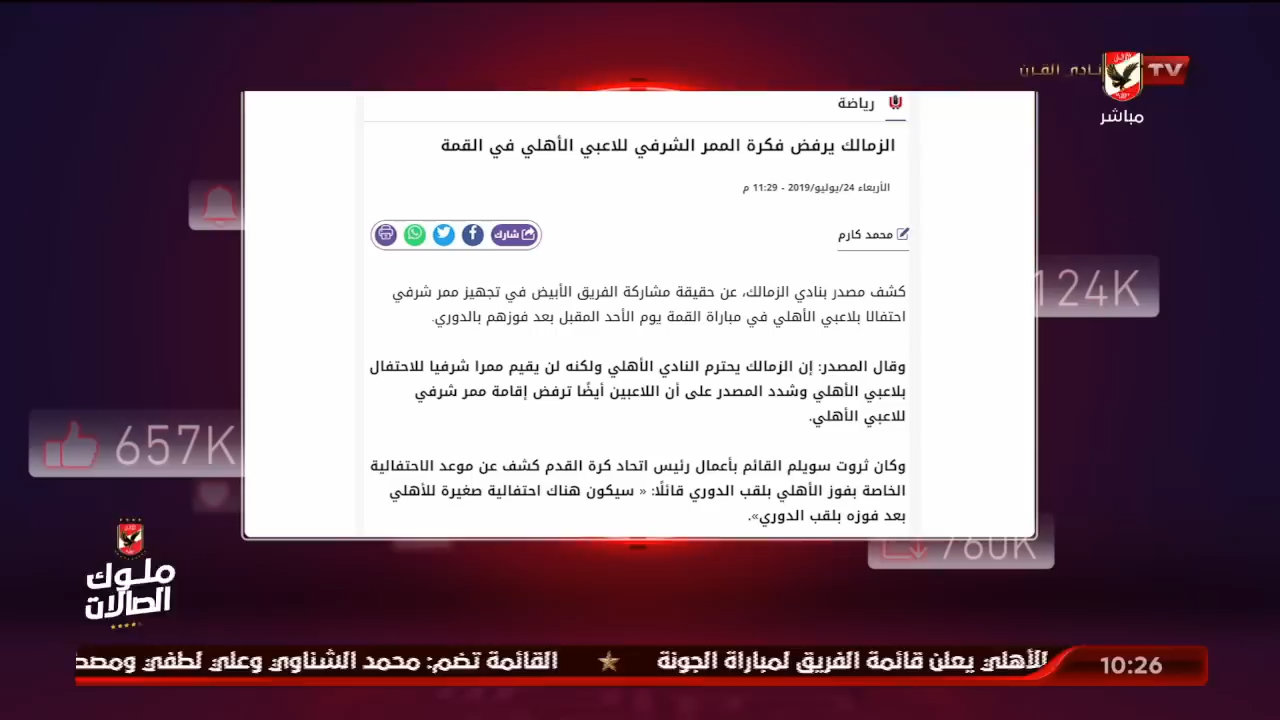 نادي القرن
TV
مباشر
رياضة
الزمالك يرفض فكرة الممر الشرفي للاعبي الأهلي في القمة
الأربعاء 24/يوليو/2019 - 11:29 م
شارك
محمد كارم
كشف مصدر بنادي الزمالك، عن حقيقة مشاركة الفريق الأبيض في تجهيز ممر شرفي
احتفالا بلاعبي الأهلي في مباراة القمة يوم الأحد المقبل بعد فوزهم بالدوري.
وقال المصدر: إن الزمالك يحترم النادي الأهلي ولكنه لن يقيم ممرا شرفيا للاحتفال
بلاعبي الأهلي وشدد المصدر على أن اللاعبين أيضًا ترفض إقامة ممر شرفي
للاعبي الأهلي.
وكان ثروت سويلم القائم بأعمال رئيس اتحاد كرة القدم كشف عن موعد الاحتفالية
الخاصة بفوز الأهلي بلقب الدوري قائلًا: « سيكون هناك احتفالية صغيرة للأهلي
بعد فوزه بلقب الدوري».
124K
657K
760K
ملوك
الصالات
الأهلي يعلن قائمة الفريق لمباراة الجونة ★ القائمة تضم: محمد الشناوي وعلي لطفي
10:26